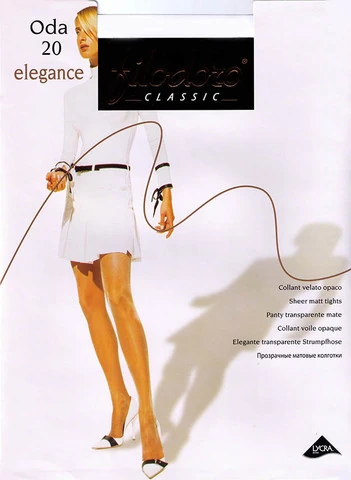 Oda
20
elegance
Filodoro®
CLASSIC
Collant velato opaco
Sheer matt tights
Panty transparente mate
Collant voile opaque
Elegante transparente Strumpfhose
Прозрачные матовые колготки
LYCRA